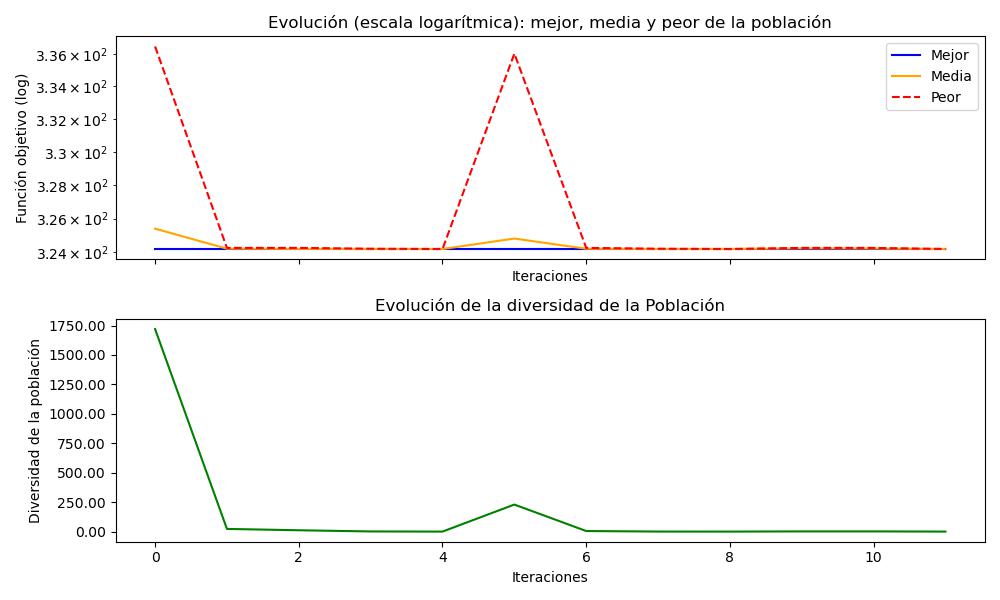 Evolución (escala logarítmica): mejor, media y peor de la población
Función objetivo (log)
3.36 × 10²
3.34 × 10²
3.32 × 10²
3.3 × 10²
3.28 × 10²
3.26 × 10²
3.24 × 10²
Mejor
Media
Peor
Iteraciones
Evolución de la diversidad de la Población
Diversidad de la población
1750.00
1500.00
1250.00
1000.00
750.00
500.00
250.00
0.00
0 2 4 6 8 10
Iteraciones